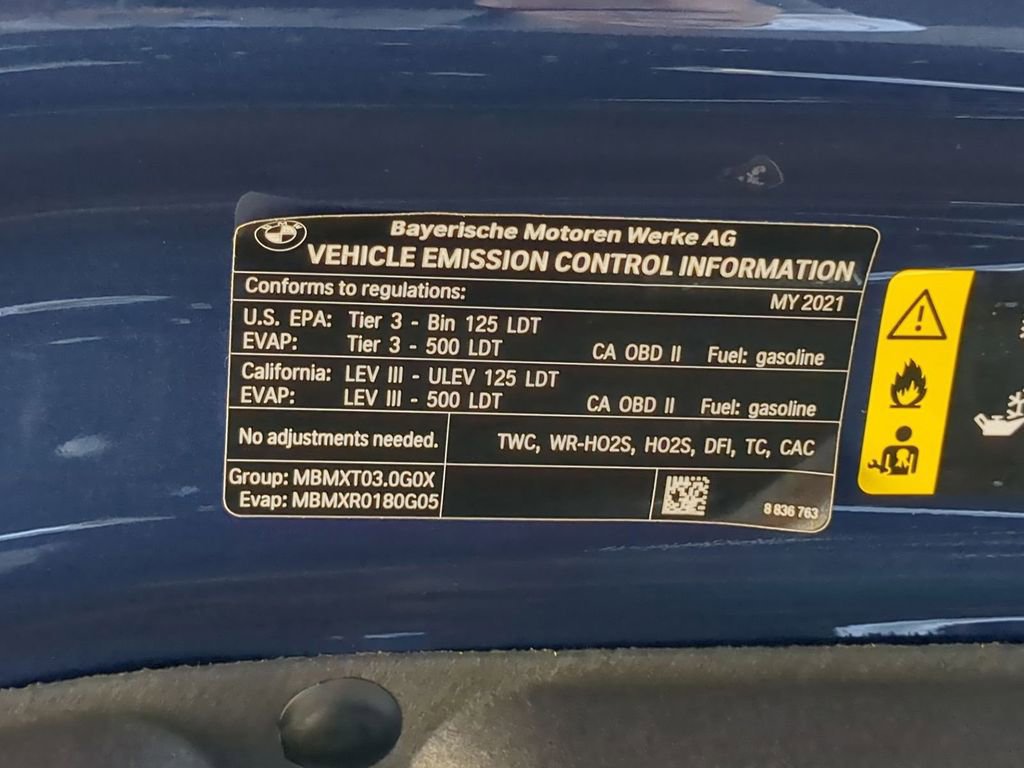 Bayerische Motoren Werke AG
VEHICLE EMISSION CONTROL INFORMATION
Conforms to regulations: MY 2021
U.S. EPA: Tier 3 - Bin 125 LDT
EVAP: Tier 3 - 500 LDT CA OBD II Fuel: gasoline
California: LEV III - ULEV 125 LDT
EVAP: LEV III - 500 LDT CA OBD II Fuel: gasoline
No adjustments needed. TWC, WR-HO2S, HO2S, DFI, TC, CAC
Group: MBMXT03.0G0X
Evap: MBMXR0180G05
8 836 763